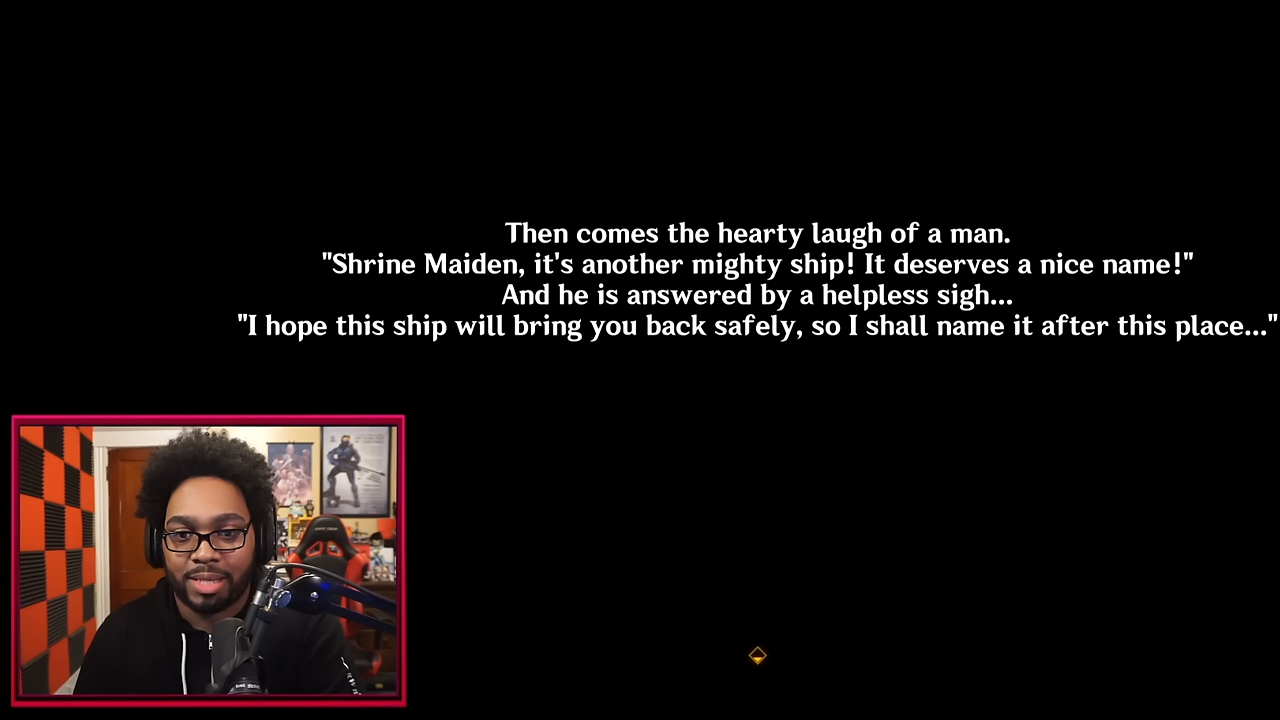 Then comes the hearty laugh of a man.
"Shrine Maiden, it's another mighty ship! It deserves a nice name!"
And he is answered by a helpless sigh...
"I hope this ship will bring you back safely, so I shall name it after this place..."